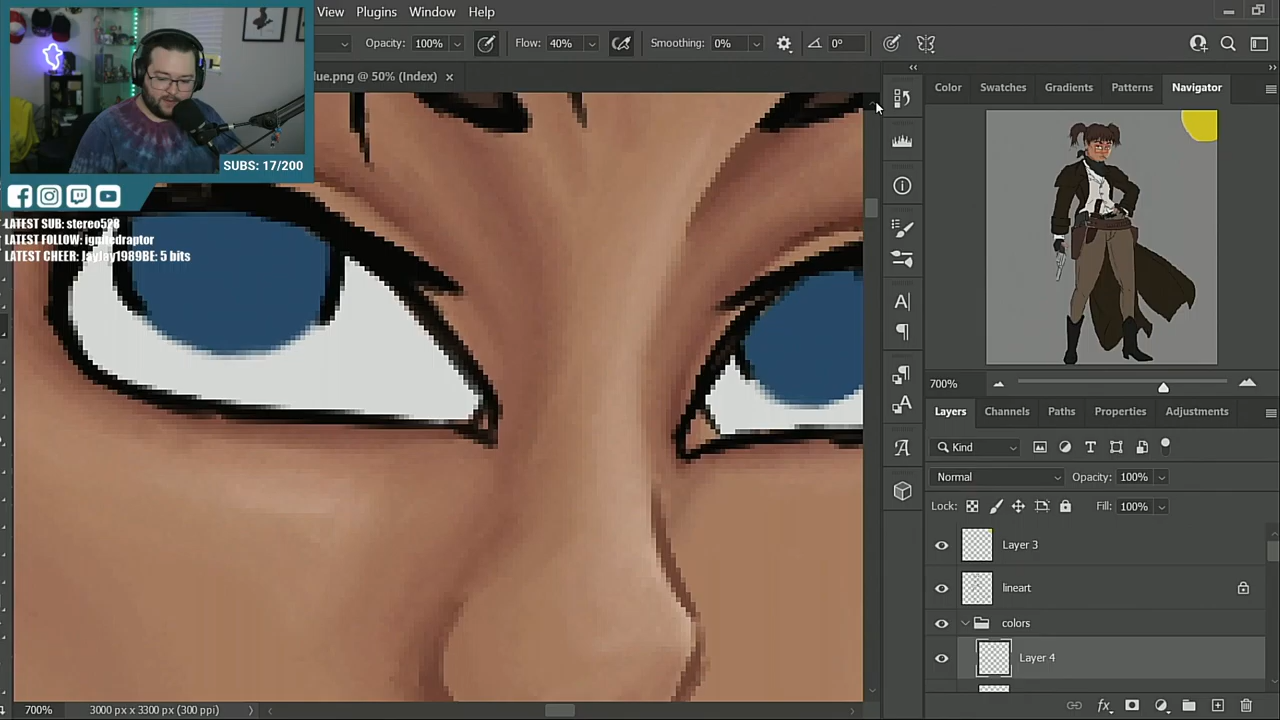 View Plugins Window Help
Opacity: 100% Flow: 40% Smoothing: 0% 0°
lue.png @ 50% (Index) ×
Color Swatches Gradients Patterns Navigator
SUBS: 17/200
LATEST SUB: stereo528
LATEST FOLLOW: ignitedraptor
LATEST CHEER: JayJay1989BE: 5 bits
700%
Layers Channels Paths Properties Adjustments
Kind
Normal Opacity: 100%
Lock: Fill: 100%
Layer 3
lineart
colors
Layer 4
700% 3000 px x 3300 px (300 ppi)